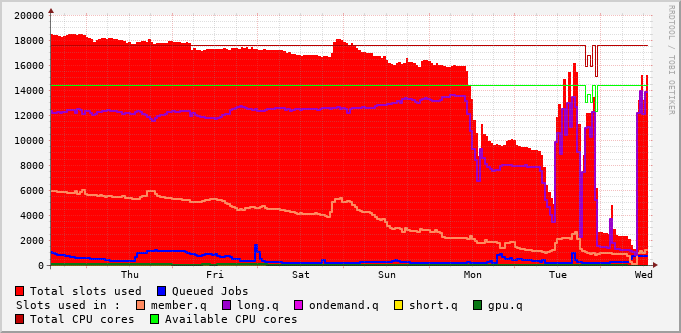 20000
18000
16000
14000
12000
10000
8000
6000
4000
2000
0
Thu Fri Sat Sun Mon Tue Wed
Total slots used Queued Jobs
Slots used in : member.q long.q ondemand.q short.q gpu.q
Total CPU cores Available CPU cores
RRDTOOL / TOBI OETIKER